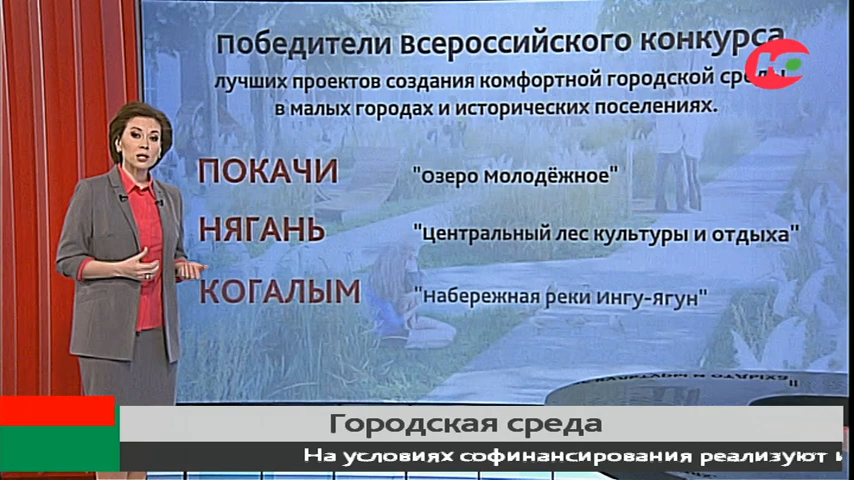 Победители Всероссийского конкурса
лучших проектов создания комфортной городской среды
в малых городах и исторических поселениях.
ПОКАЧИ "Озеро Молодёжное"
НЯГАНЬ "Центральный лес культуры и отдыха"
КОГАЛЫМ "Набережная реки Ингу-Ягун"
Городская среда
На условиях софинансирования реализуют и